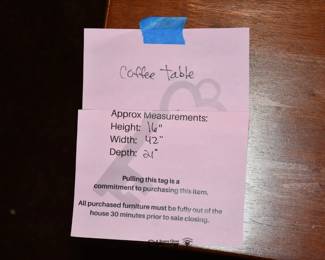 coffee table
Approx Measurements:
Height: 16"
Width: 42"
Depth: 21"
Pulling this tag is a
commitment to purchasing this item.
All purchased furniture must be fully out of the
house 30 minutes prior to sale closing.